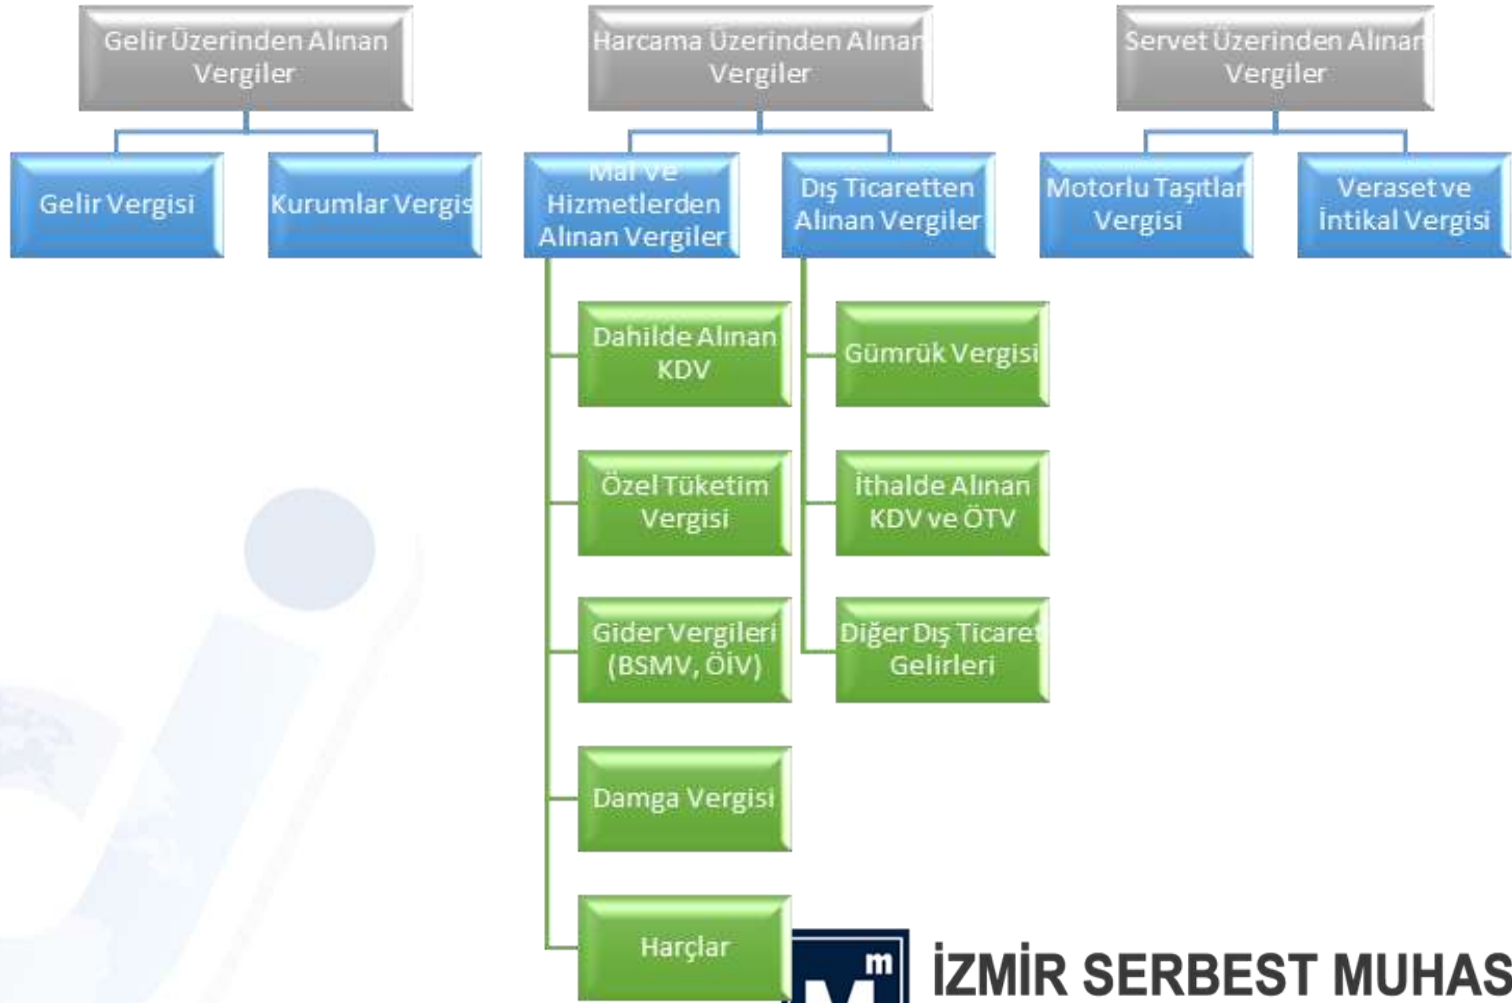 Gelir Üzerinden Alınan
Vergiler
Harcama Üzerinden Alınan
Vergiler
Servet Üzerinden Alınan
Vergiler
Gelir Vergisi
Kurumlar Vergis
Mal ve
Hizmetlerden
Alınan Vergiler
Dış Ticaretten
Alınan Vergiler
Motorlu Taşıtlar
Vergisi
Veraset ve
İntikal Vergisi
Dahilde Alınan
KDV
Gümrük Vergisi
Özel Tüketim
Vergisi
İthalde Alınan
KDV ve ÖTV
Gider Vergileri
(BSMV, ÖİV)
Diğer Dış Ticaret
Gelirleri
Damga Vergisi
Harçlar
m
M
İZMİR SERBEST MUHAS